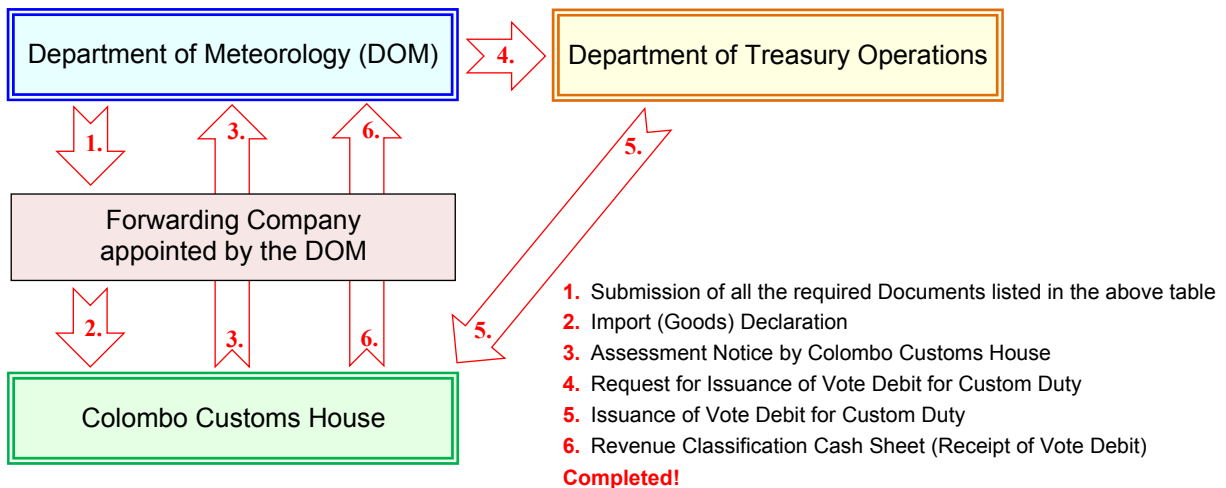 Department of Meteorology (DOM)
4.
Department of Treasury Operations
1.
3.
6.
5.
Forwarding Company
appointed by the DOM
2.
3.
6.
5.
Colombo Customs House
1. Submission of all the required Documents listed in the above table
2. Import (Goods) Declaration
3. Assessment Notice by Colombo Customs House
4. Request for Issuance of Vote Debit for Custom Duty
5. Issuance of Vote Debit for Custom Duty
6. Revenue Classification Cash Sheet (Receipt of Vote Debit)
Completed!